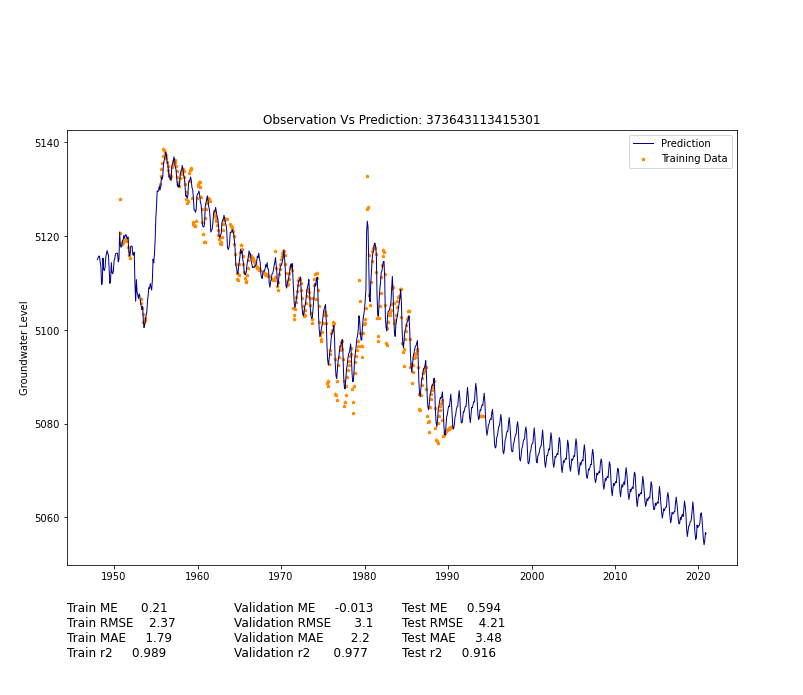 Observation Vs Prediction: 373643113415301
Prediction
Training Data
5140
5120
5100
5080
5060
Groundwater Level
1950 1960 1970 1980 1990 2000 2010 2020
Train ME 0.21 Validation ME -0.013 Test ME 0.594
Train RMSE 2.37 Validation RMSE 3.1 Test RMSE 4.21
Train MAE 1.79 Validation MAE 2.2 Test MAE 3.48
Train r2 0.989 Validation r2 0.977 Test r2 0.916